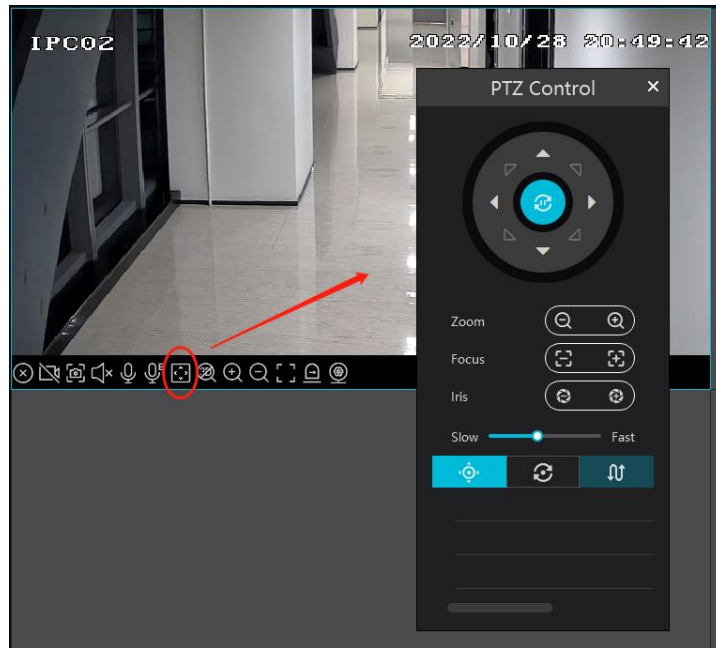 IPC02
2022/10/28 20:49:42
PTZ Control
Zoom
Focus
Iris
Slow
Fast